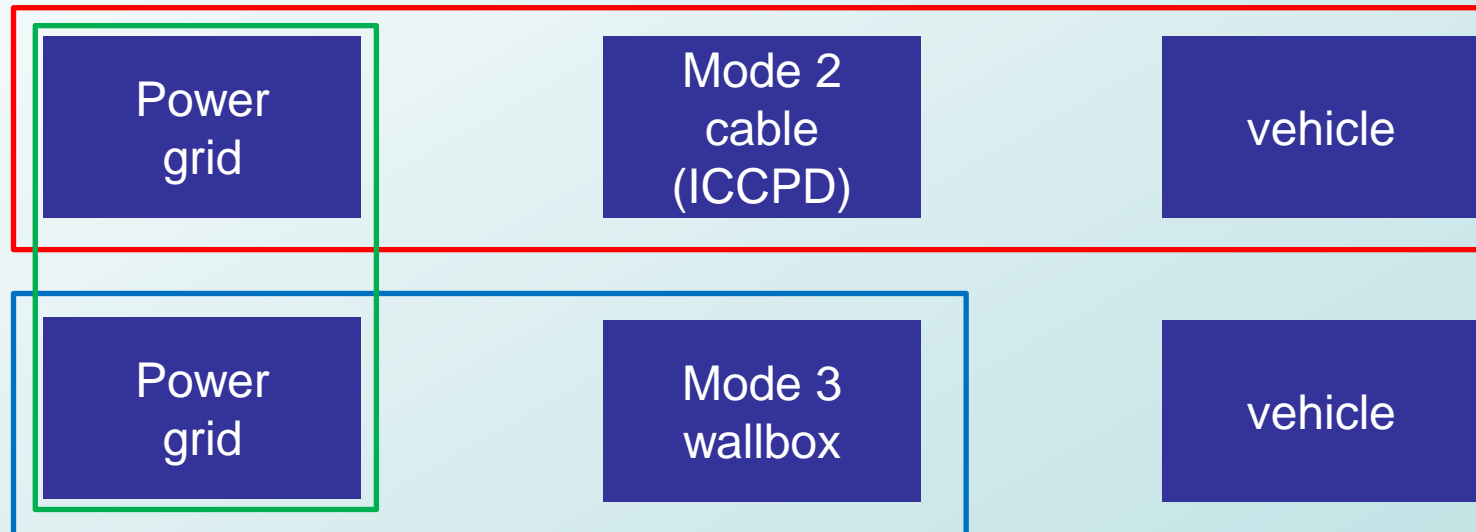 Power
grid
Mode 2
cable
(ICCPD)
vehicle
Power
grid
Mode 3
wallbox
vehicle